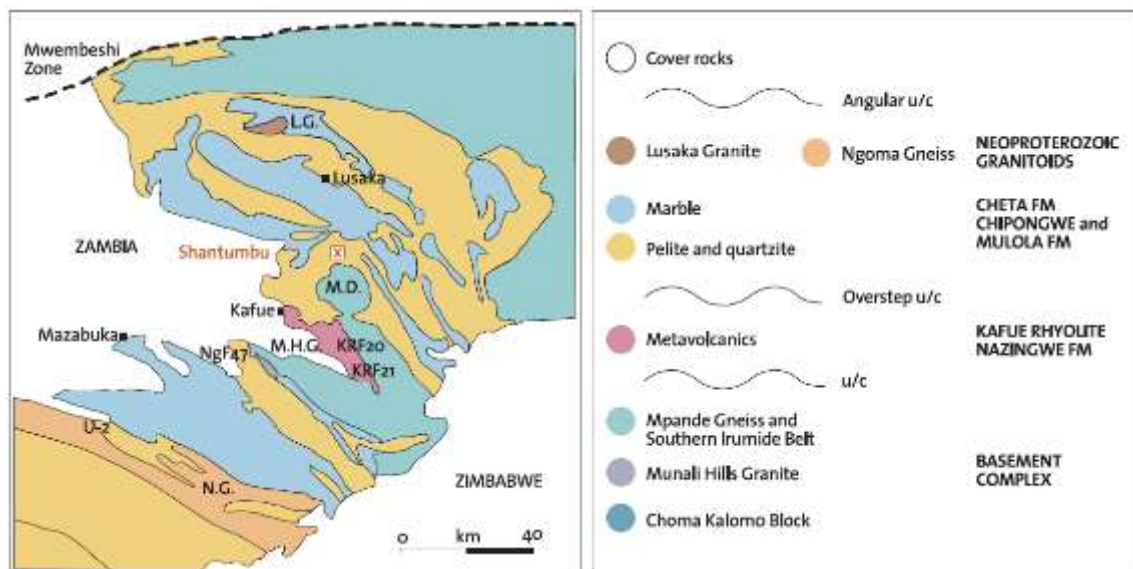 Mwembeshi
Zone
L.G.
Lusaka
ZAMBIA
Shantumbu
X
M.D.
Kafue
Mazabuka
M.H.G.
KRF20
NgF47
KRF21
U-2
N.G.
ZIMBABWE
0 km 40
Cover rocks
Angular u/c
Lusaka Granite
Ngoma Gneiss
NEOPROTEROZOIC
GRANITOIDS
Marble
CHETA FM
CHIPONGWE and
MULOLA FM
Pelite and quartzite
Overstep u/c
Metavolcanics
KAFUE RHYOLITE
NAZINGWE FM
u/c
Mpande Gneiss and
Southern Irumide Belt
Munali Hills Granite
BASEMENT
COMPLEX
Choma Kalomo Block